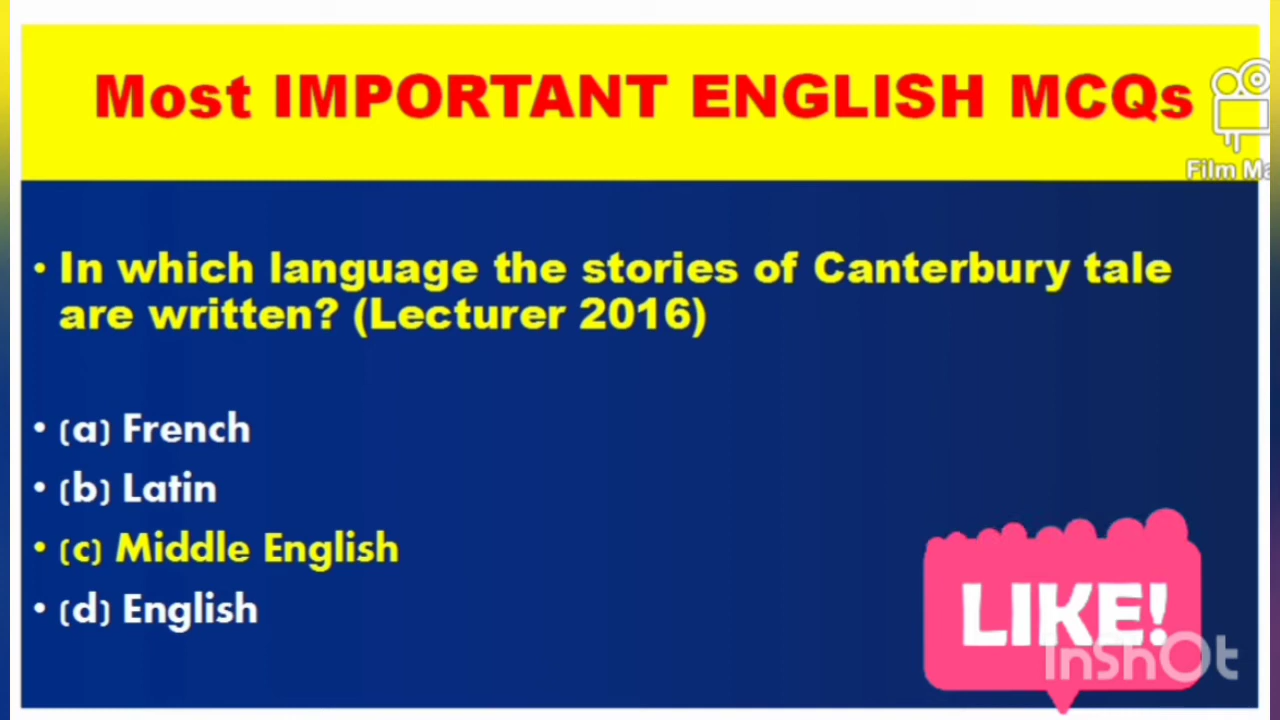 Most IMPORTANT ENGLISH MCQs
Film
• In which language the stories of Canterbury tale
are written? (Lecturer 2016)
• (a) French
• (b) Latin
• (c) Middle English
• (d) English
LIKE!
InShOt